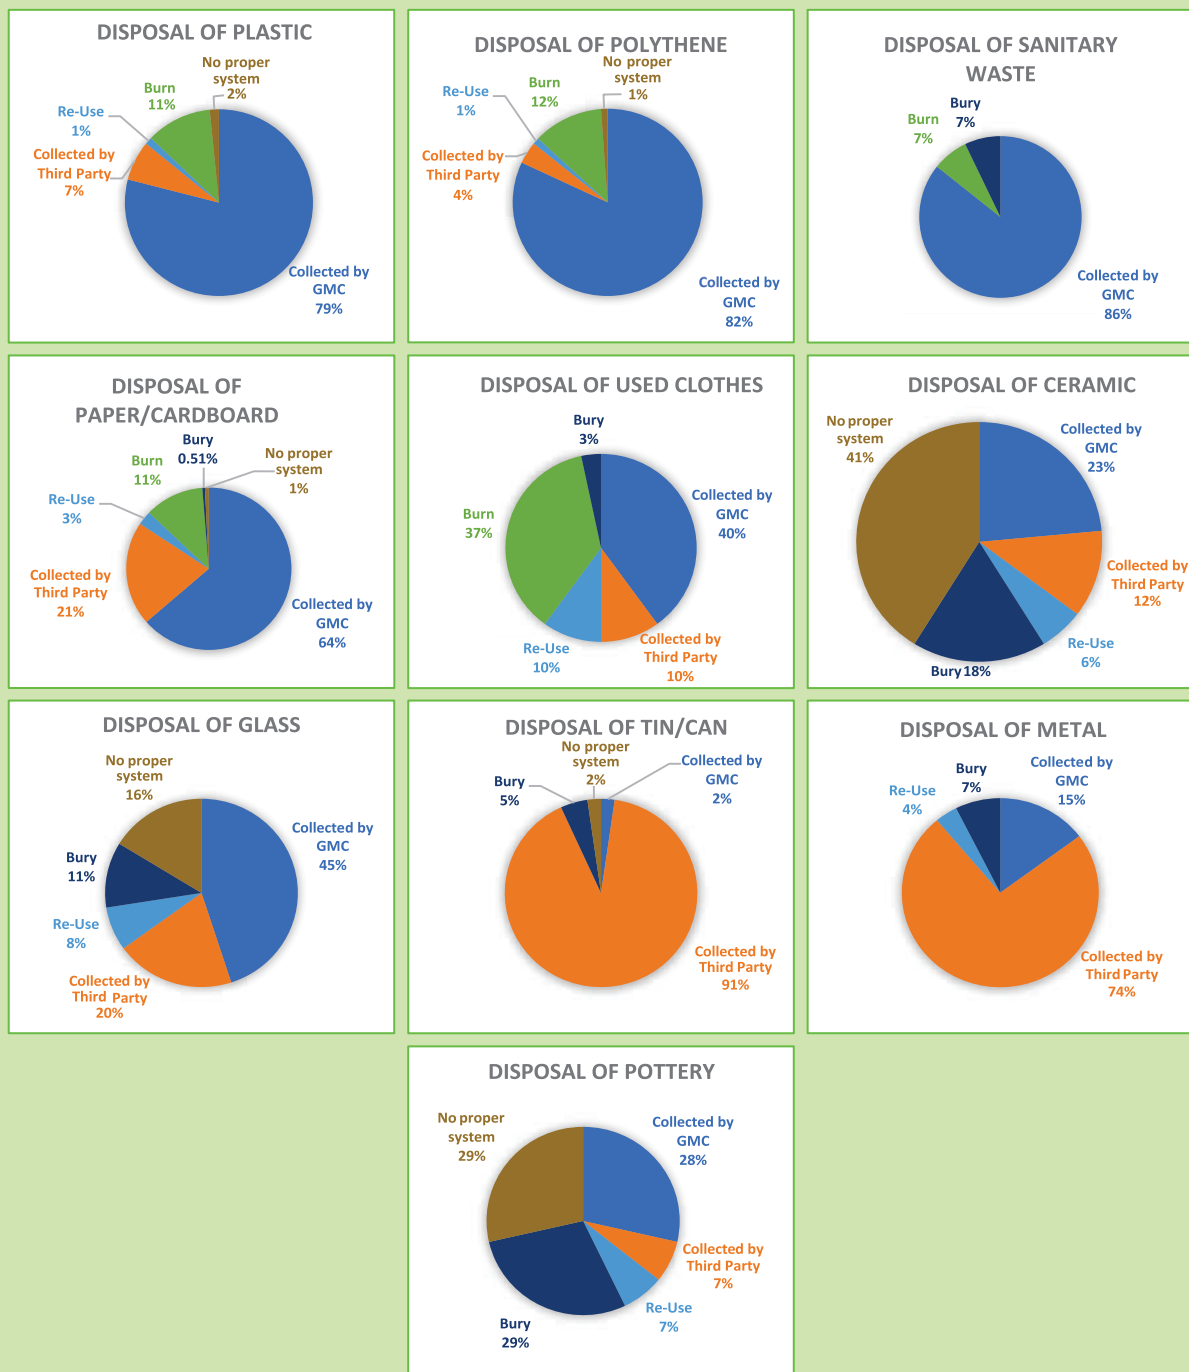 DISPOSAL OF PLASTIC
No proper
system
2%
Burn
11%
Re-Use
1%
Collected by
Third Party
7%
Collected by
GMC
79%
DISPOSAL OF POLYTHENE
No proper
system
1%
Burn
12%
Re-Use
1%
Collected by
Third Party
4%
Collected by
GMC
82%
DISPOSAL OF SANITARY
WASTE
Bury
7%
Burn
7%
Collected by
GMC
86%
DISPOSAL OF
PAPER/CARDBOARD
Bury
0.51%
No proper
system
1%
Burn
11%
Re-Use
3%
Collected by
Third Party
21%
Collected by
GMC
64%
DISPOSAL OF USED CLOTHES
Bury
3%
Collected by
GMC
40%
Burn
37%
Re-Use
10%
Collected by
Third Party
10%
DISPOSAL OF CERAMIC
No proper
system
41%
Collected by
GMC
23%
Collected by
Third Party
12%
Re-Use
6%
Bury 18%
DISPOSAL OF GLASS
No proper
system
16%
Collected by
GMC
45%
Bury
11%
Re-Use
8%
Collected by
Third Party
20%
DISPOSAL OF TIN/CAN
No proper
system
2%
Collected by
GMC
2%
Bury
5%
Collected by
Third Party
91%
DISPOSAL OF METAL
Bury
7%
Collected by
GMC
15%
Re-Use
4%
Collected by
Third Party
74%
DISPOSAL OF POTTERY
No proper
system
29%
Collected by
GMC
28%
Collected by
Third Party
7%
Re-Use
7%
Bury
29%